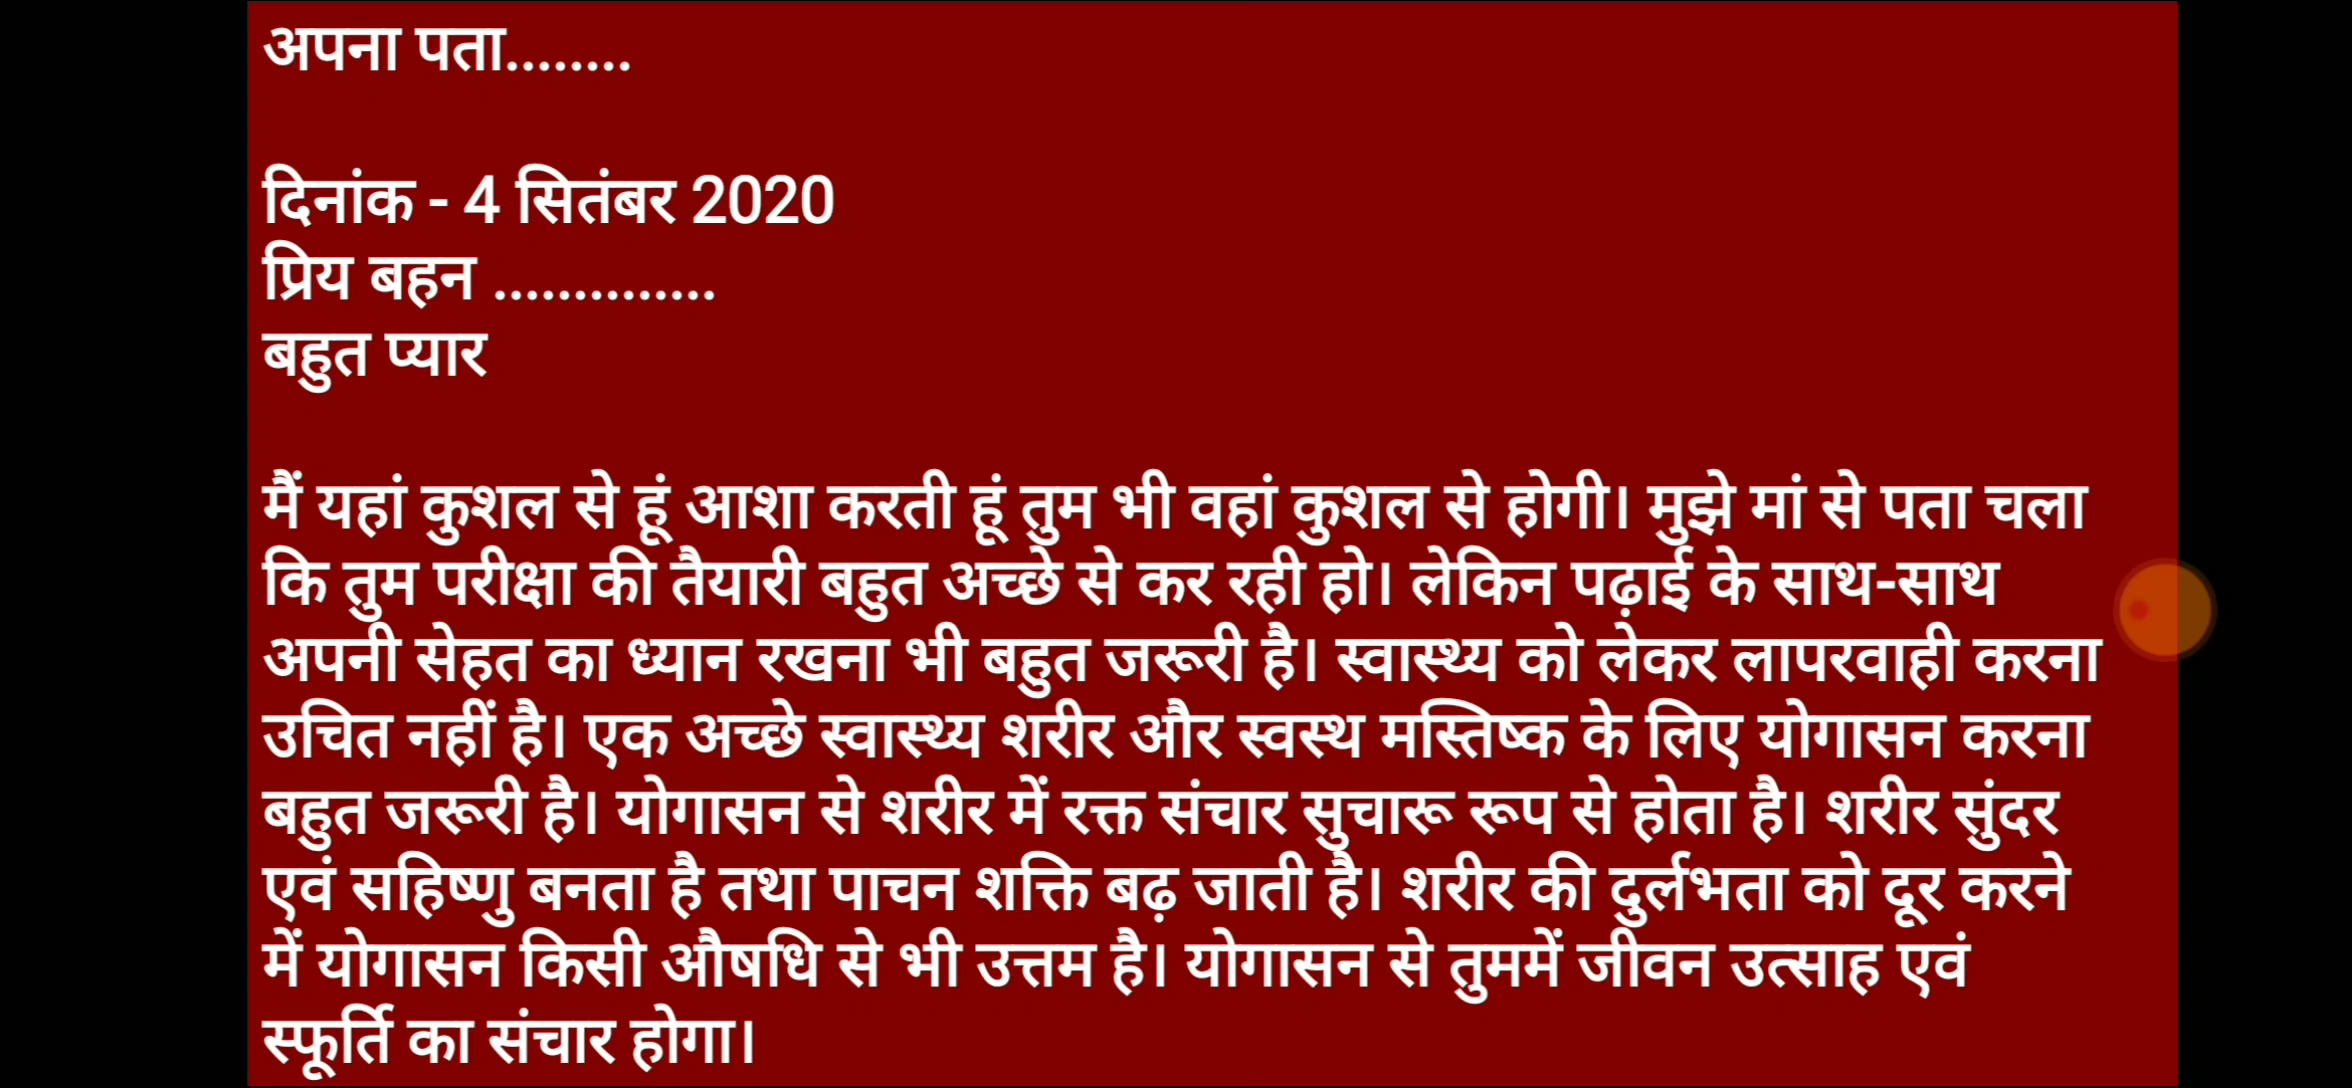 अपना पता........
दिनांक - 4 सितंबर 2020
प्रिय बहन ..............
बहुत प्यार
मैं यहां कुशल से हूं आशा करती हूं तुम भी वहां कुशल से होगी। मुझे मां से पता चला
कि तुम परीक्षा की तैयारी बहुत अच्छे से कर रही हो। लेकिन पढ़ाई के साथ-साथ
अपनी सेहत का ध्यान रखना भी बहुत जरूरी है। स्वास्थ्य को लेकर लापरवाही करना
उचित नहीं है। एक अच्छे स्वास्थ्य शरीर और स्वस्थ मस्तिष्क के लिए योगासन करना
बहुत जरूरी है। योगासन से शरीर में रक्त संचार सुचारू रूप से होता है। शरीर सुंदर
एवं सहिष्णु बनता है तथा पाचन शक्ति बढ़ जाती है। शरीर की दुर्लभता को दूर करने
में योगासन किसी औषधि से भी उत्तम है। योगासन से तुममें जीवन उत्साह एवं
स्फूर्ति का संचार होगा।